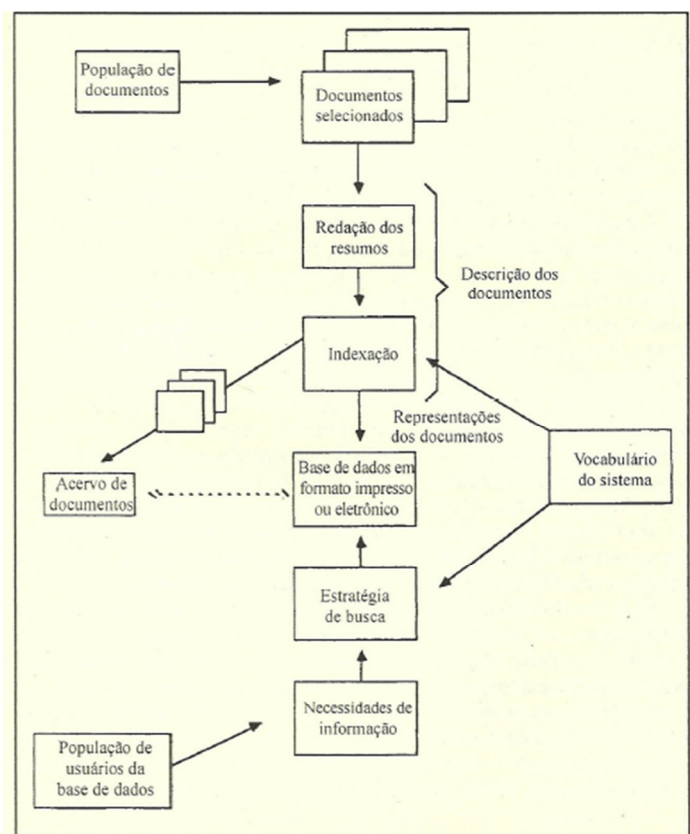 População de
documentos
Documentos
selecionados
Redação dos
resumos
Descrição dos
documentos
Indexação
Representações
dos documentos
Vocabulário
do sistema
Acervo de
documentos
Base de dados em
formato impresso
ou eletrônico
Estratégia
de busca
Necessidades de
informação
População de
usuários da
base de dados